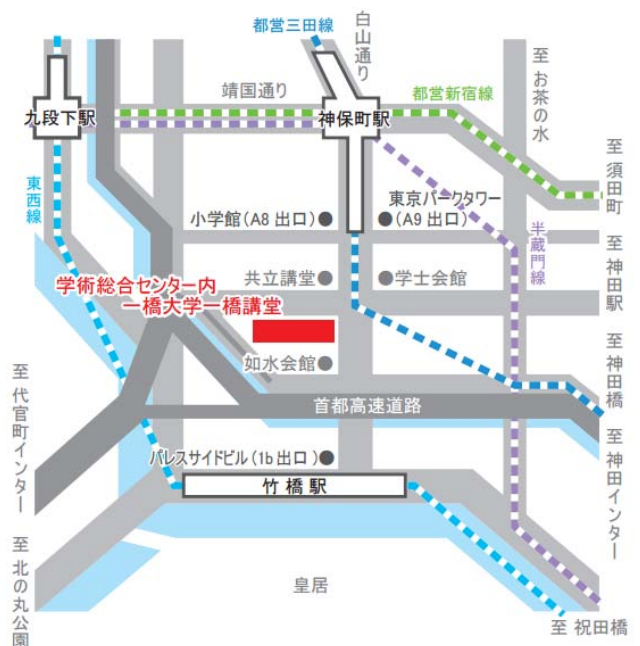 都営三田線
白山通り
靖国通り
都営新宿線
至 お茶の水
九段下駅
神保町駅
至 須田町
東西線
小学館(A8 出口)
東京パークタワー
(A9 出口)
半蔵門線
至 神田駅
学術総合センター内
一橋大学一橋講堂
共立講堂
学士会館
如水会館
至 神田橋
至 代官町インター
首都高速道路
パレスサイドビル(1b 出口)
竹橋駅
至 神田インター
至 北の丸公園
皇居
至 祝田橋